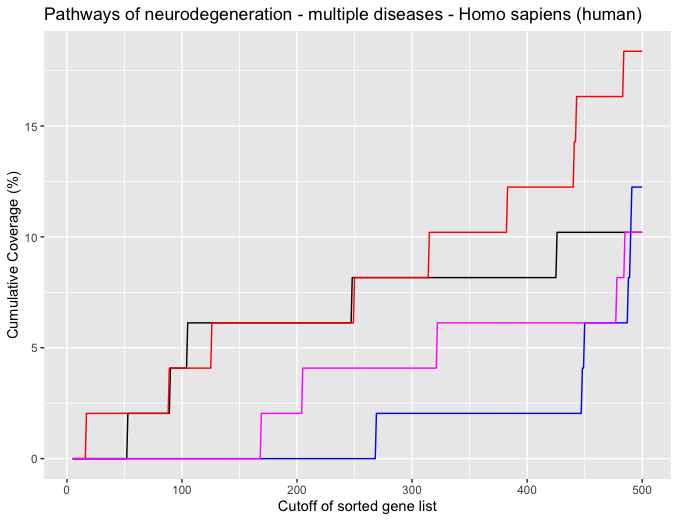 Pathways of neurodegeneration - multiple diseases - Homo sapiens (human)
Cumulative Coverage (%)
15
10
5
0
0 100 200 300 400 500
Cutoff of sorted gene list